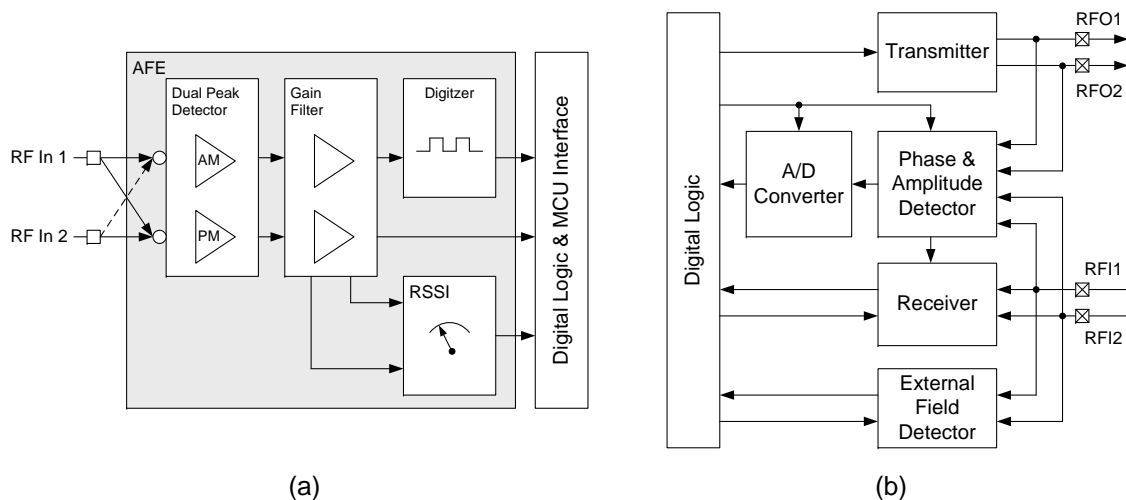 AFE
Dual Peak
Detector
Gain
Filter
Digitzer
RF In 1
AM
RF In 2
PM
RSSI
Digital Logic & MCU Interface
(a)
Digital Logic
Transmitter
RFO1
RFO2
A/D
Converter
Phase &
Amplitude
Detector
Receiver
RFI1
RFI2
External
Field
Detector
(b)